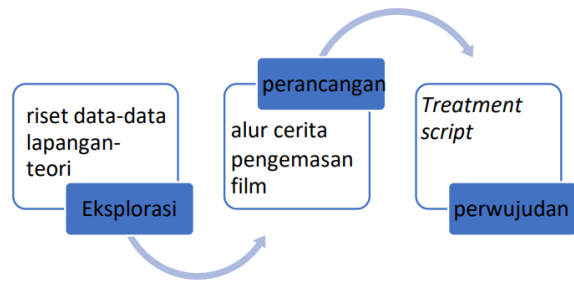 riset data-data
lapangan-
teori
Eksplorasi
perancangan
alur cerita
pengemasan
film
Treatment
script
perwujudan